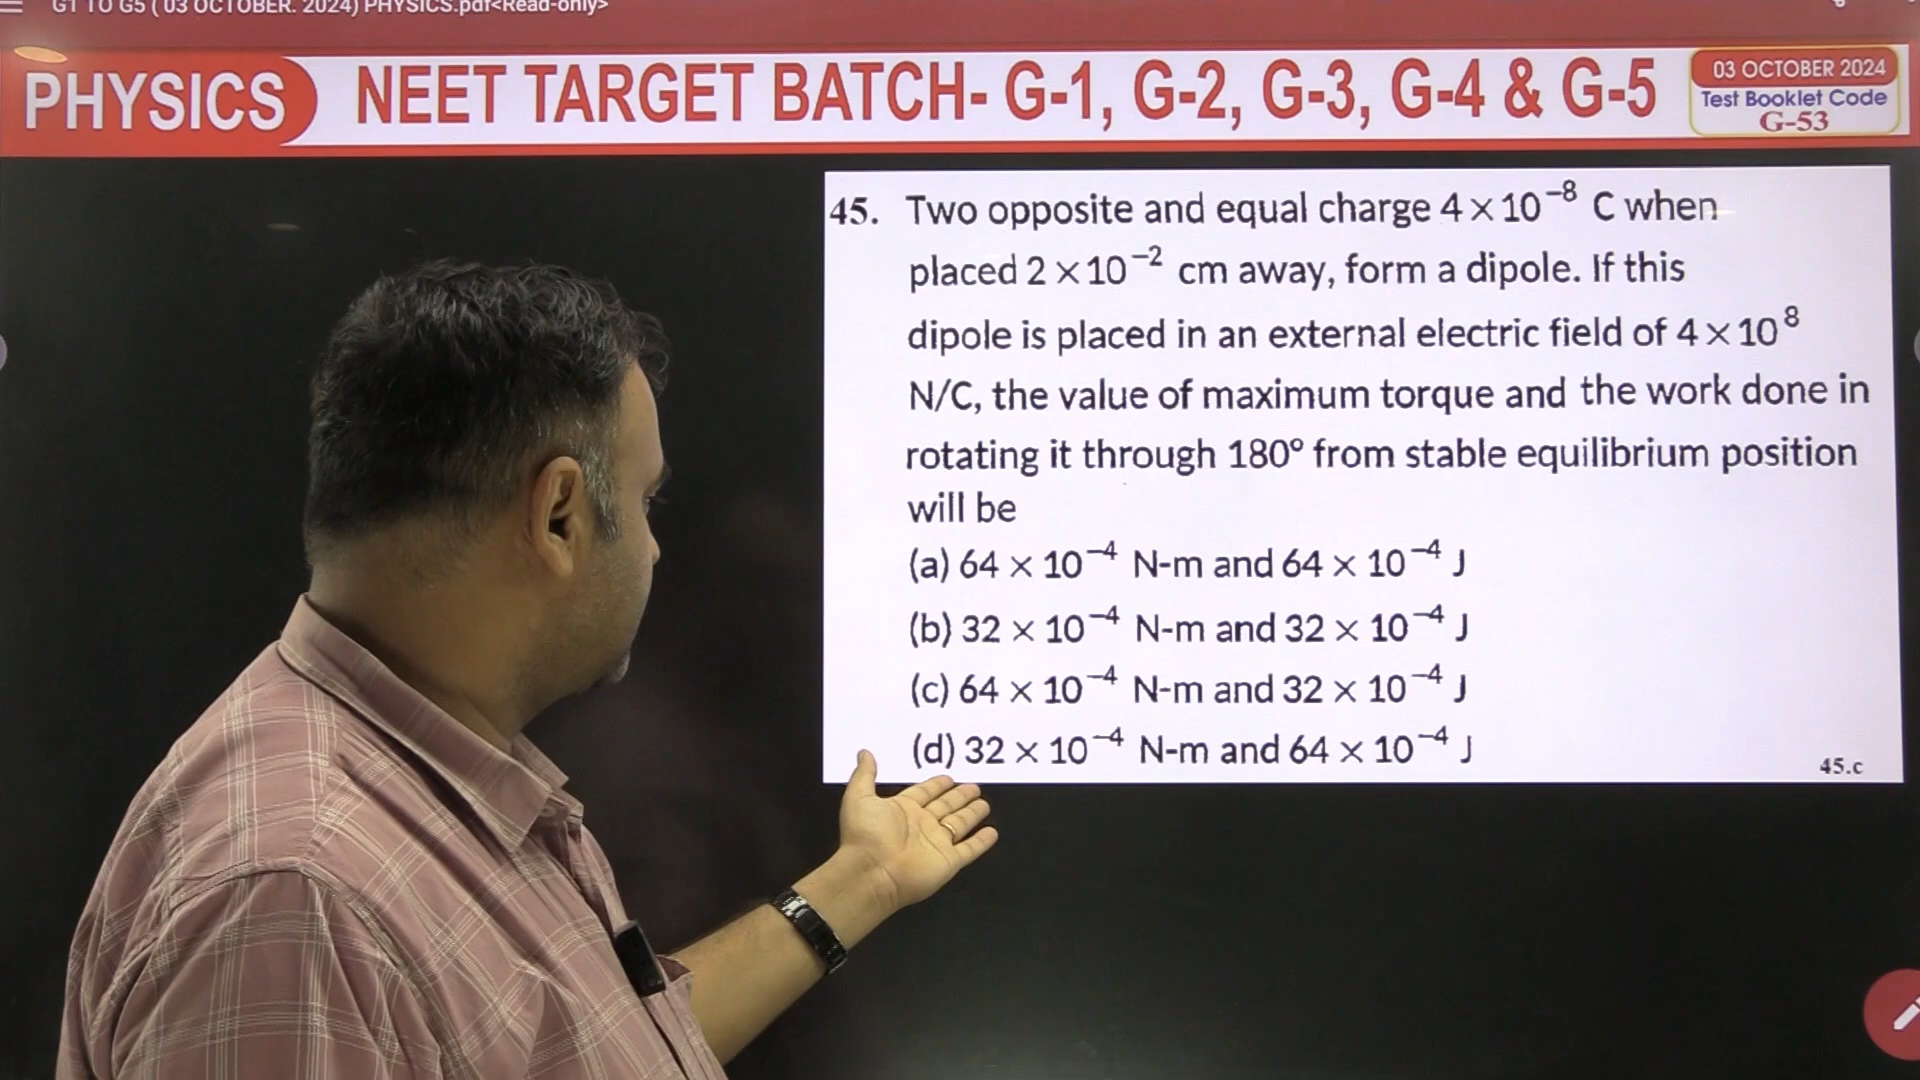 G1 TO G5 ( 03 OCTOBER. 2024) PHYSICS.pdf<Read-only>
PHYSICS
NEET TARGET BATCH- G-1, G-2, G-3, G-4 & G-5
03 OCTOBER 2024
Test Booklet Code
G-53
45. Two opposite and equal charge 4 × 10⁻⁸ C when
placed 2 × 10⁻² cm away, form a dipole. If this
dipole is placed in an external electric field of 4 × 10⁸
N/C, the value of maximum torque and the work done in
rotating it through 180° from stable equilibrium position
will be
(a) 64 × 10⁻⁴ N-m and 64 × 10⁻⁴ J
(b) 32 × 10⁻⁴ N-m and 32 × 10⁻⁴ J
(c) 64 × 10⁻⁴ N-m and 32 × 10⁻⁴ J
(d) 32 × 10⁻⁴ N-m and 64 × 10⁻⁴ J
45.c